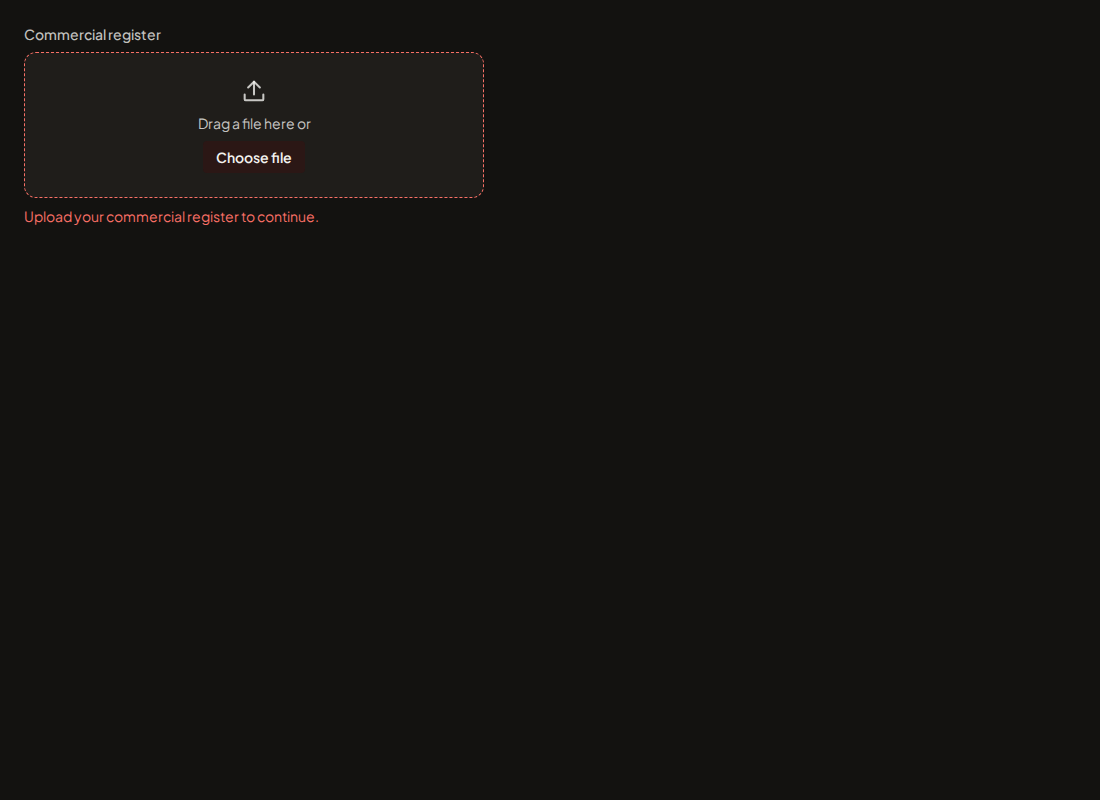 Commercial register
Drag a file here or
Choose file
Upload your commercial register to continue.